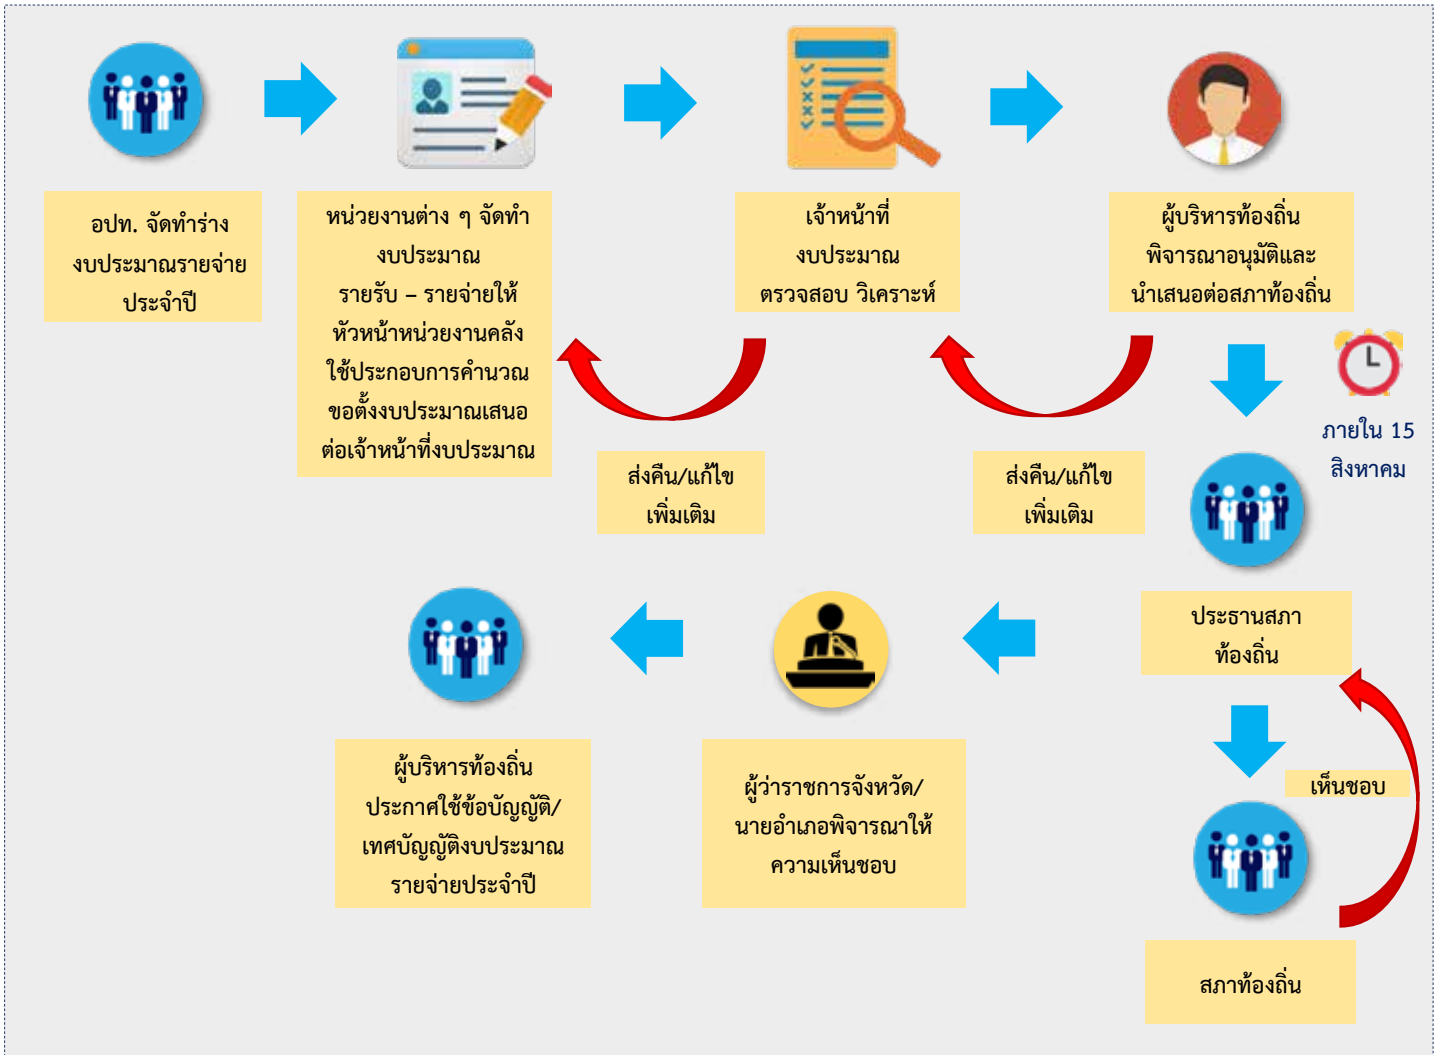 อปท. จัดทำร่าง
งบประมาณรายจ่าย
ประจำปี
หน่วยงานต่าง ๆ จัดทำ
งบประมาณ
รายรับ – รายจ่ายให้
หัวหน้าหน่วยงานคลัง
ใช้ประกอบการคำนวณ
ขอตั้งงบประมาณเสนอ
ต่อเจ้าหน้าที่งบประมาณ
เจ้าหน้าที่
งบประมาณ
ตรวจสอบ วิเคราะห์
ผู้บริหารท้องถิ่น
พิจารณาอนุมัติและ
นำเสนอต่อสภาท้องถิ่น
ส่งคืน/แก้ไข
เพิ่มเติม
ส่งคืน/แก้ไข
เพิ่มเติม
ภายใน 15
สิงหาคม
ประธานสภา
ท้องถิ่น
เห็นชอบ
สภาท้องถิ่น
ผู้ว่าราชการจังหวัด/
นายอำเภอพิจารณาให้
ความเห็นชอบ
ผู้บริหารท้องถิ่น
ประกาศใช้ข้อบัญญัติ/
เทศบัญญัติงบประมาณ
รายจ่ายประจำปี